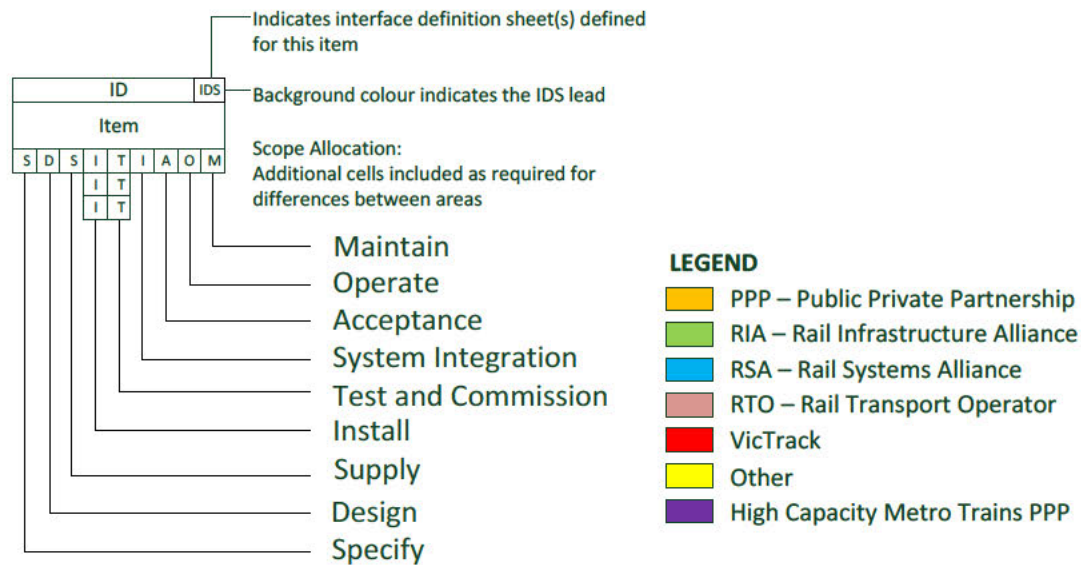 Indicates interface definition sheet(s) defined
for this item
ID IDS
Background colour indicates the IDS lead
Item
S D S I T I A O M
I T
I T
Scope Allocation:
Additional cells included as required for
differences between areas
Maintain
Operate
Acceptance
System Integration
Test and Commission
Install
Supply
Design
Specify
LEGEND
PPP – Public Private Partnership
RIA – Rail Infrastructure Alliance
RSA – Rail Systems Alliance
RTO – Rail Transport Operator
VicTrack
Other
High Capacity Metro Trains PPP